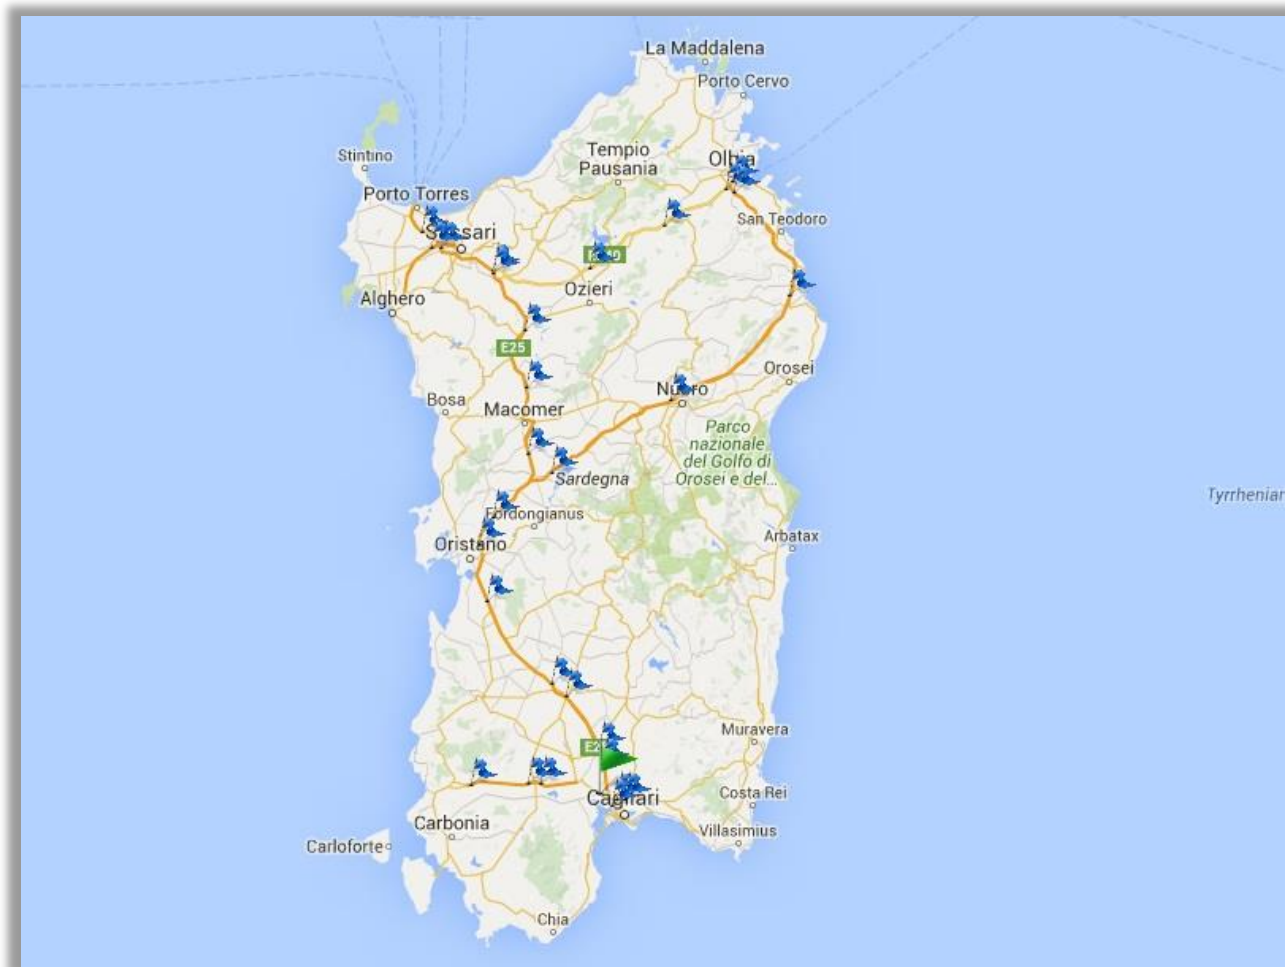 La Maddalena
Porto Cervo
Stintino
Tempio
Pausania
Olbia
Porto Torres
San Teodoro
Sassari
Ozieri
Alghero
E25
Orosei
Nuoro
Bosa
Macomer
Parco
nazionale
del Golfo di
Orosei e del...
Sardegna
Tyrrhenian
Fordongianus
Oristano
Arbatax
Muravera
Costa Rei
Cagliari
Carbonia
Villasimius
Carloforte
Chia